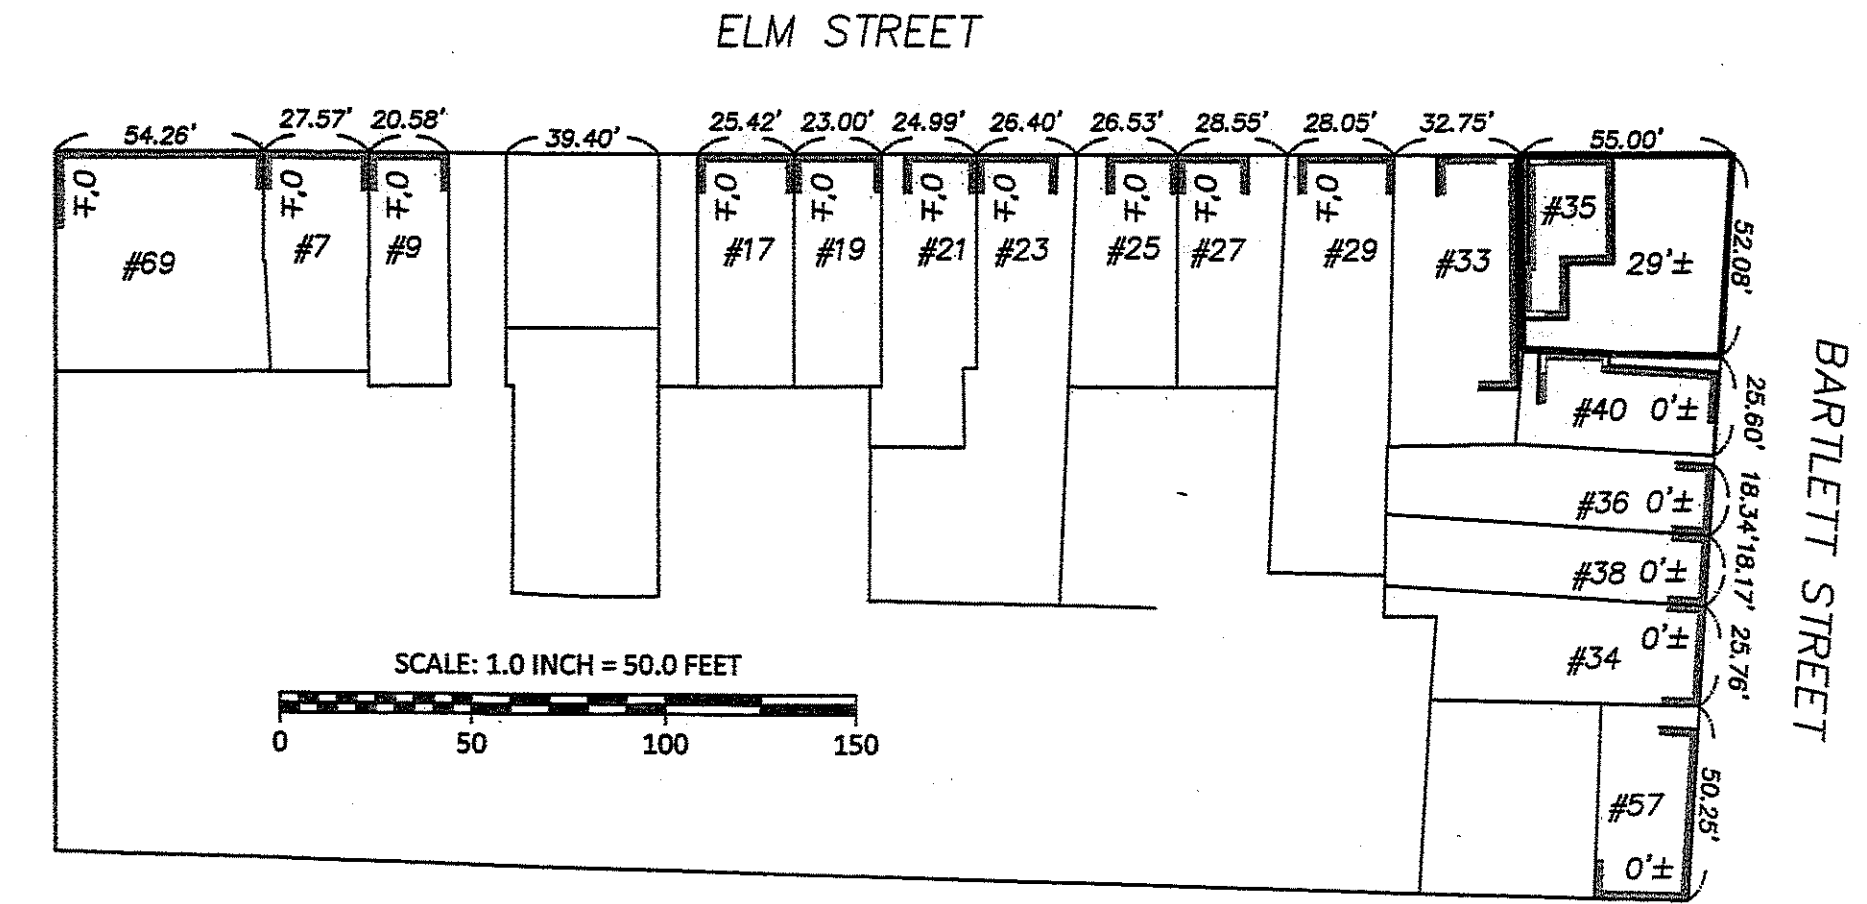 ELM STREET
54.26' 27.57' 20.58' 39.40' 25.42' 23.00' 24.99' 26.40' 26.53' 28.55' 28.05' 32.75' 55.00'
0'± 0'± 0'± 0'± 0'± 0'± 0'± 0'± 0'± 0'±
#69 #7 #9 #17 #19 #21 #23 #25 #27 #29 #33 #35 29'±
52.08'
#40 0'± 25.60'
#36 0'± 18.34'
#38 0'± 18.17'
#34 0'± 25.76'
#57 0'± 50.25'
BARTLETT STREET
SCALE: 1.0 INCH = 50.0 FEET
0 50 100 150